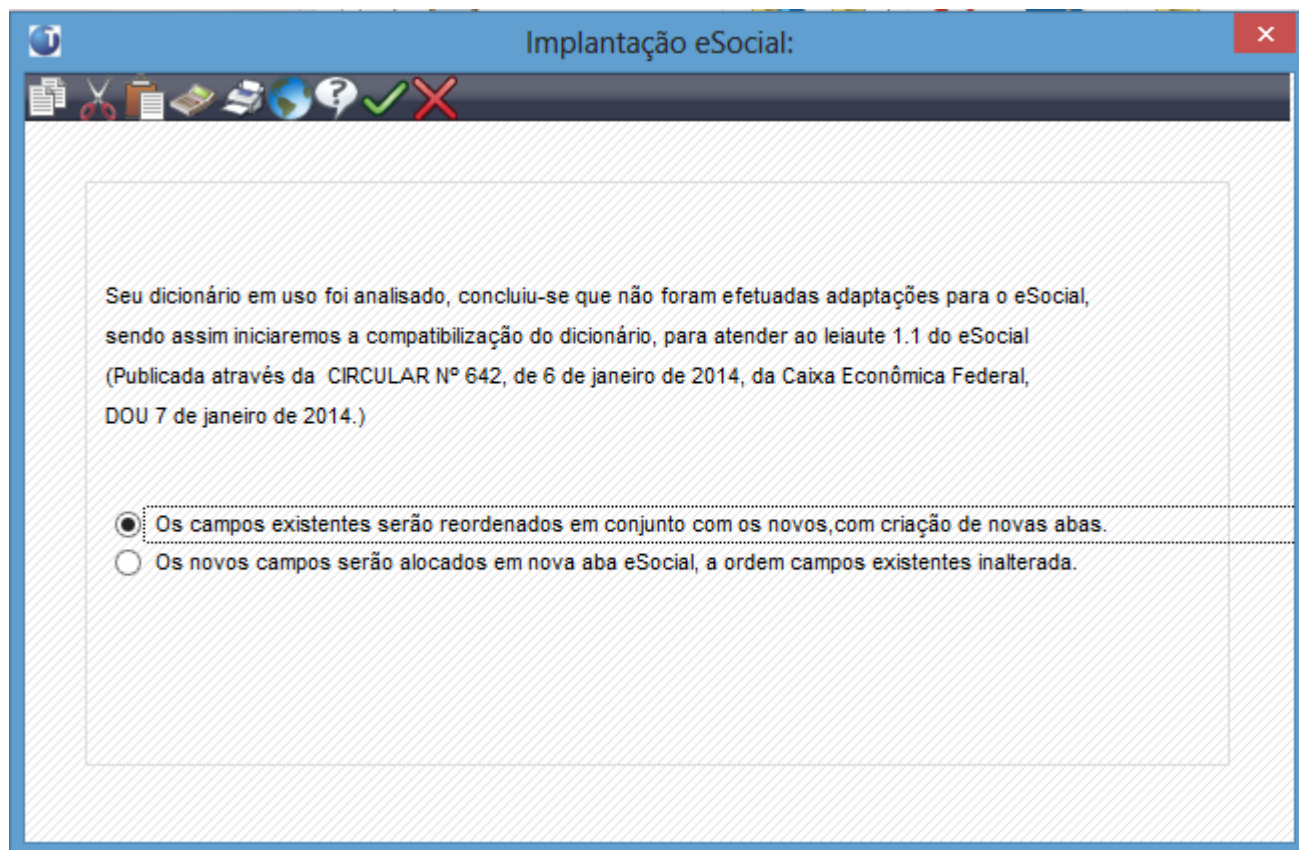 Implantação eSocial:
Seu dicionário em uso foi analisado, concluiu-se que não foram efetuadas adaptações para o eSocial,
sendo assim iniciaremos a compatibilização do dicionário, para atender ao leiaute 1.1 do eSocial
(Publicada através da CIRCULAR Nº 642, de 6 de janeiro de 2014, da Caixa Econômica Federal,
DOU 7 de janeiro de 2014.)
Os campos existentes serão reordenados em conjunto com os novos,com criação de novas abas.
Os novos campos serão alocados em nova aba eSocial, a ordem campos existentes inalterada.